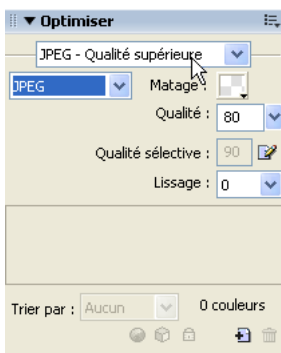 Optimiser
JPEG - Qualité supérieure
JPEG
Matage :
Qualité : 80
Qualité sélective : 90
Lissage : 0
Trier par : Aucun 0 couleurs